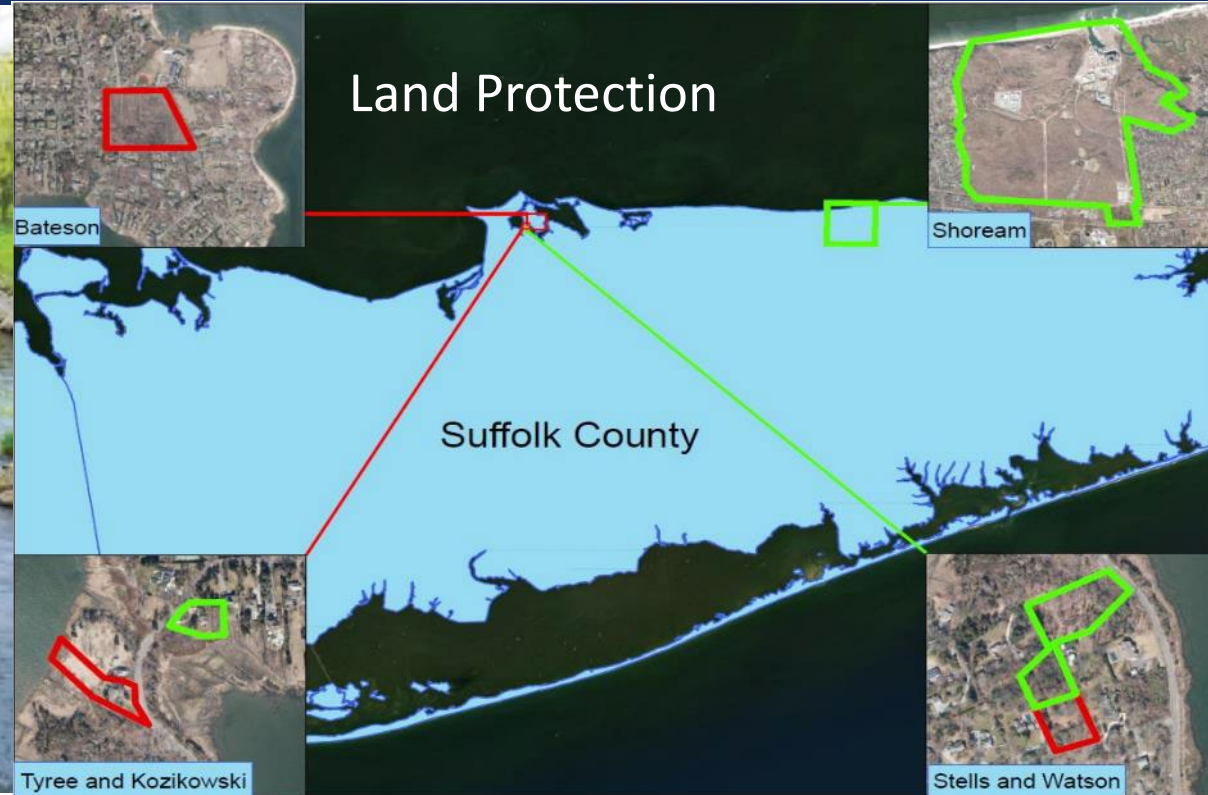 Land Protection
Bateson
Shoream
Suffolk County
Tyree and Kozikowski
Stells and Watson